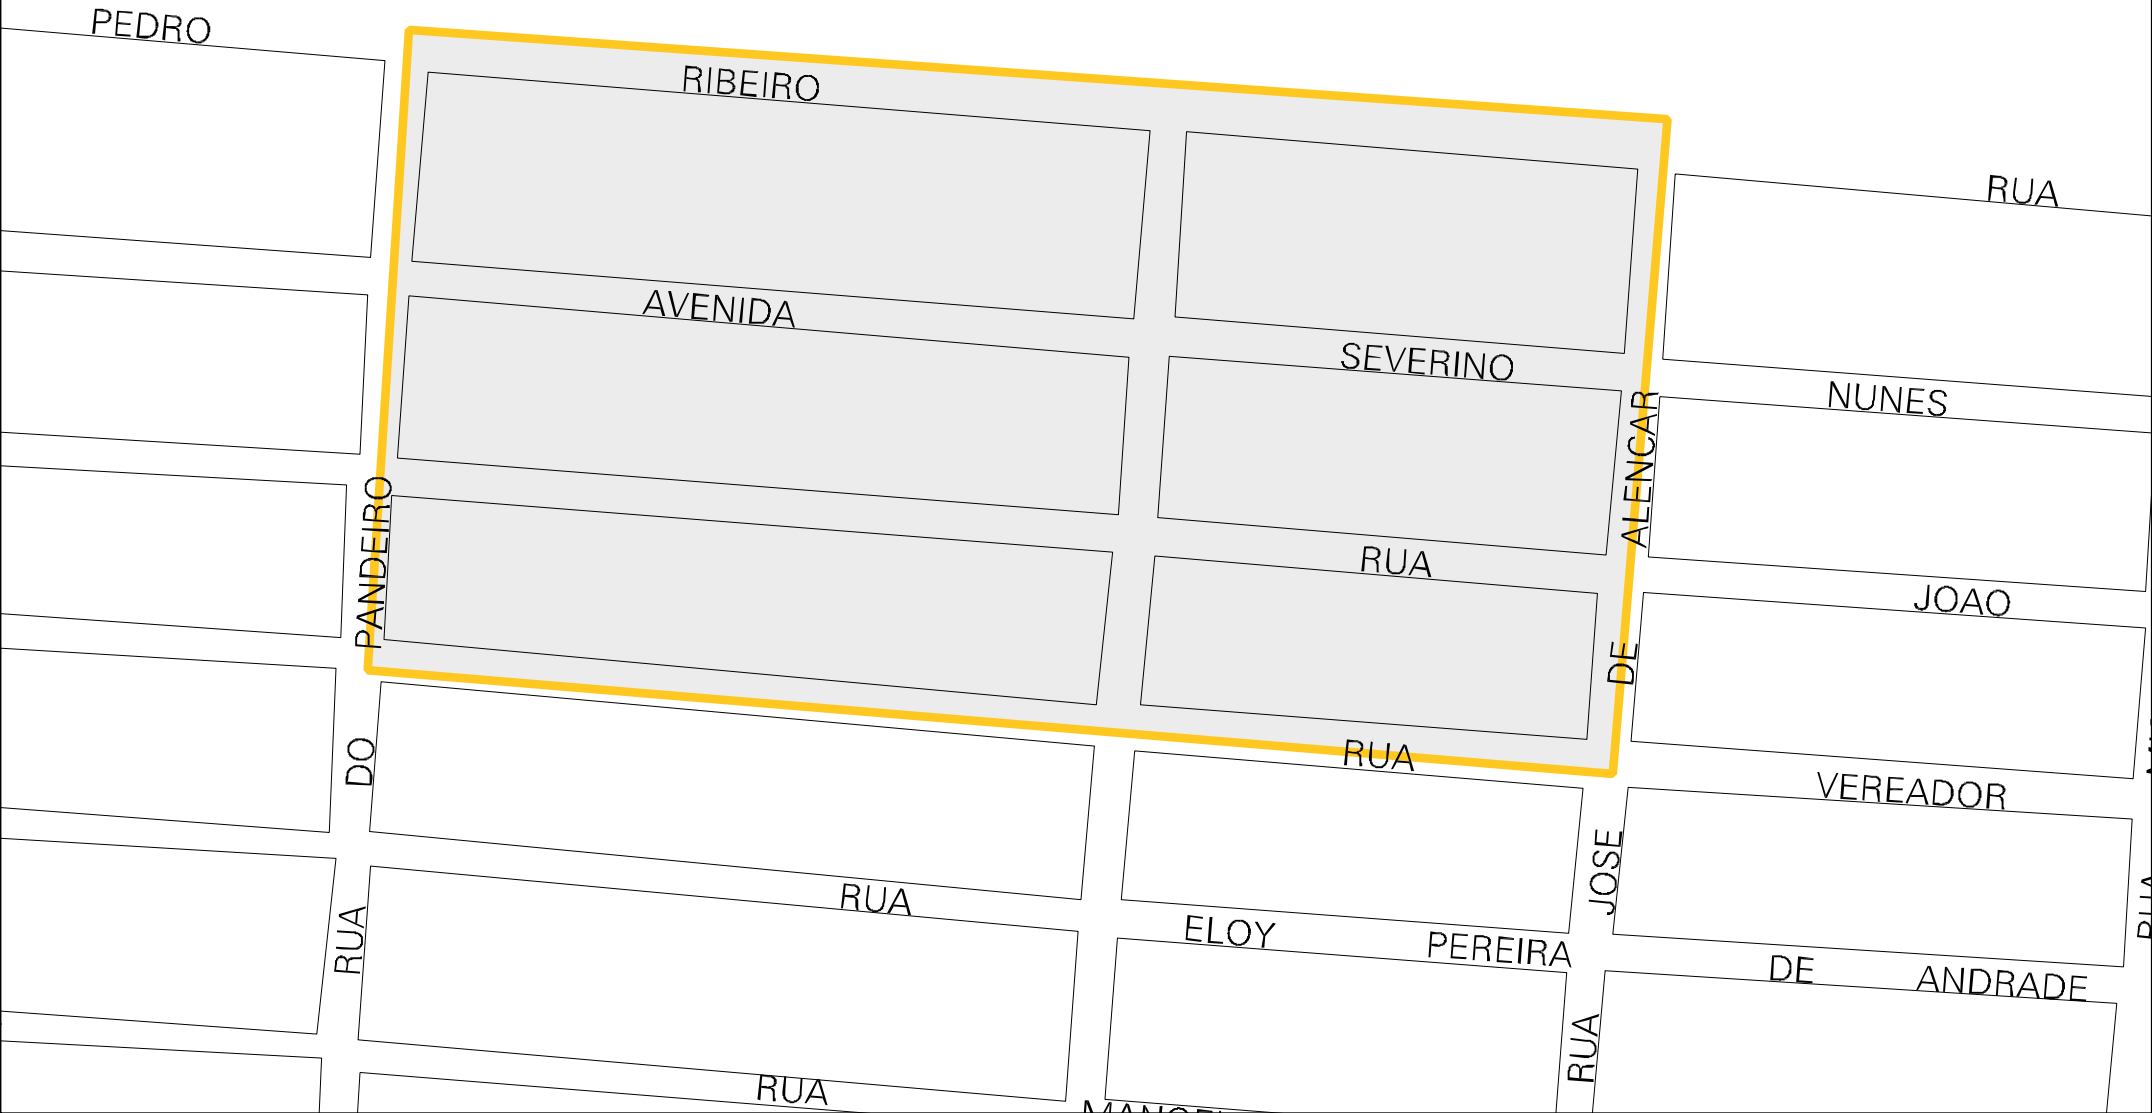 PEDRO RIBEIRO
RUA
AVENIDA SEVERINO NUNES
RUA JOAO
RUA VEREADOR
RUA ELOY PEREIRA DE ANDRADE
RUA
RUA DO PANDEIRO
RUA JOSE DE ALENCAR